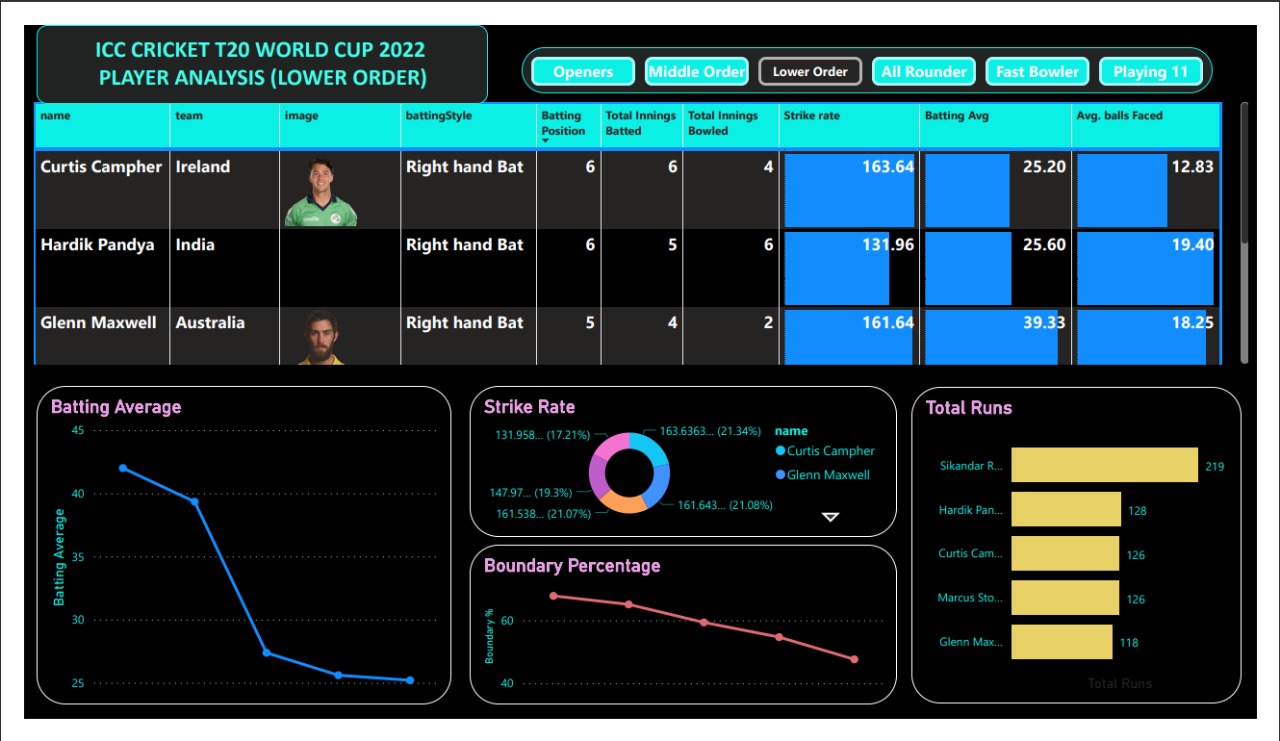 ICC CRICKET T20 WORLD CUP 2022
PLAYER ANALYSIS (LOWER ORDER)
Openers
Middle Order
Lower Order
All Rounder
Fast Bowler
Playing 11
name team image battingStyle Batting Position Total Innings Batted Total Innings Bowled Strike rate Batting Avg Avg. balls Faced
Curtis Campher Ireland Right hand Bat 6 6 4 163.64 25.20 12.83
Hardik Pandya India Right hand Bat 6 5 6 131.96 25.60 19.40
Glenn Maxwell Australia Right hand Bat 5 4 2 161.64 39.33 18.25
Batting Average
45
40
35
30
25
Batting Average
Strike Rate
131.958... (17.21%)
163.6363... (21.34%)
147.97... (19.3%)
161.538... (21.07%)
161.643... (21.08%)
name
Curtis Campher
Glenn Maxwell
Boundary Percentage
Boundary %
60
40
Total Runs
Sikandar R... 219
Hardik Pan... 128
Curtis Cam... 126
Marcus Sto... 126
Glenn Max... 118
Total Runs